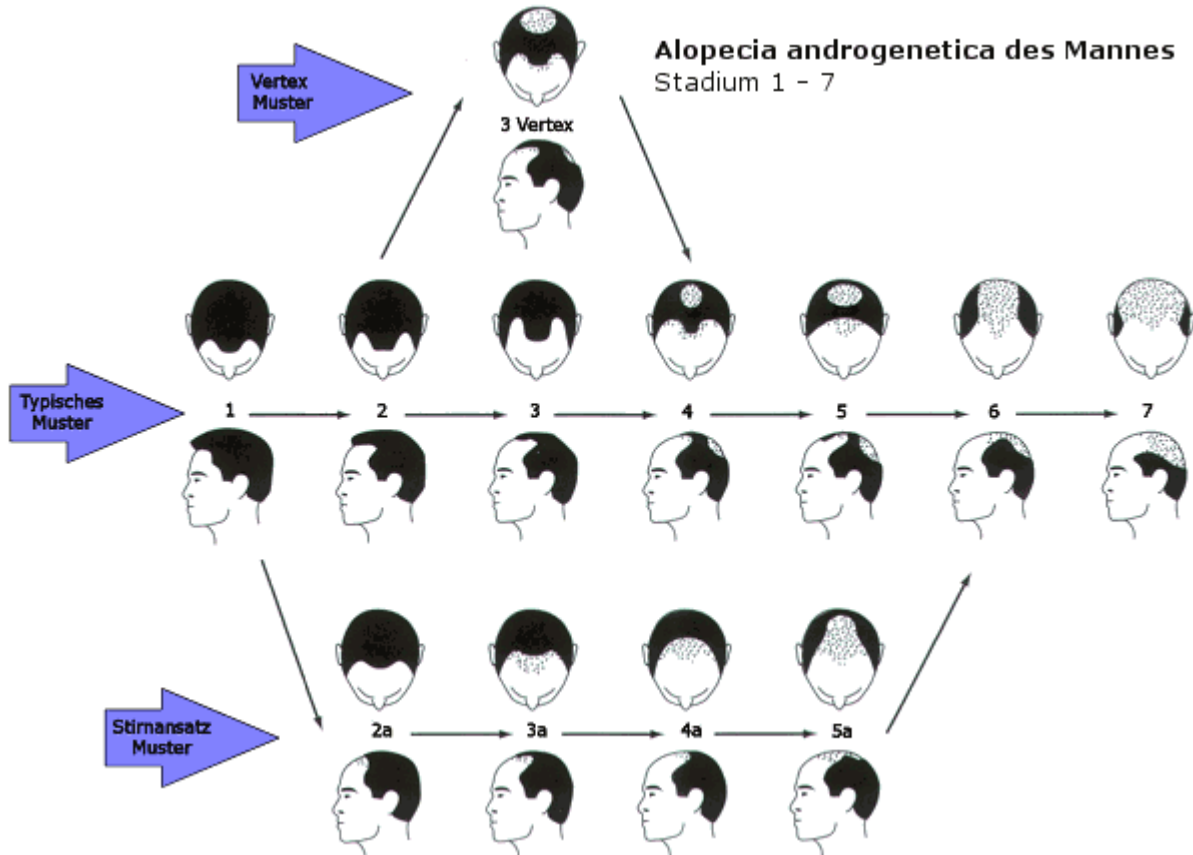 Alopecia androgenetica des Mannes
Stadium 1 - 7
Vertex
Muster
3 Vertex
Typisches
Muster
1 2 3 4 5 6 7
Stirnansatz
Muster
2a 3a 4a 5a